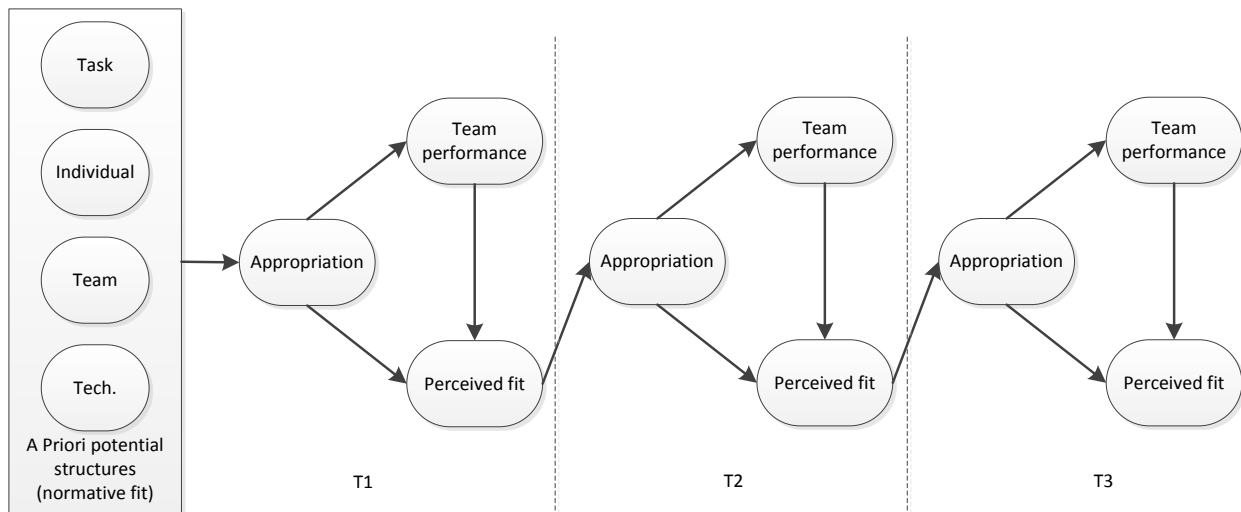 Task
Individual
Team
Tech.
A Priori potential
structures
(normative fit)
Appropriation
Team
performance
Perceived fit
T1
Appropriation
Team
performance
Perceived fit
T2
Appropriation
Team
performance
Perceived fit
T3